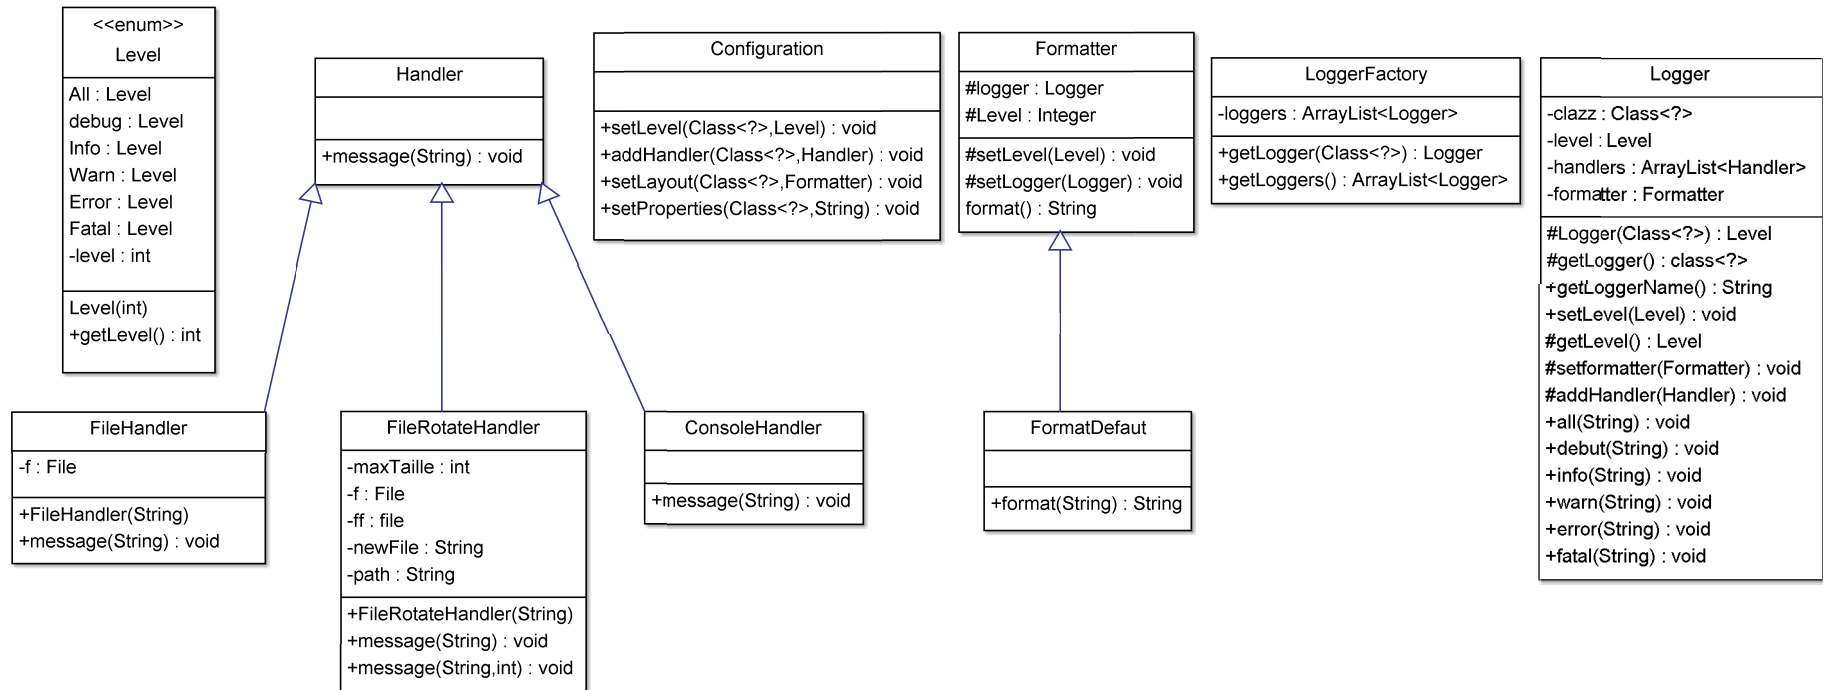 <<enum>>
Level
All : Level
debug : Level
Info : Level
Warn : Level
Error : Level
Fatal : Level
-level : int
Level(int)
+getLevel() : int
Handler
+message(String) : void
Configuration
+setLevel(Class<?>,Level) : void
+addHandler(Class<?>,Handler) : void
+setLayout(Class<?>,Formatter) : void
+setProperties(Class<?>,String) : void
Formatter
#logger : Logger
#Level : Integer
#setLevel(Level) : void
#setLogger(Logger) : void
format() : String
LoggerFactory
-loggers : ArrayList<Logger>
+getLogger(Class<?>) : Logger
+getLoggers() : ArrayList<Logger>
Logger
-clazz : Class<?>
-level : Level
-handlers : ArrayList<Handler>
-formatter : Formatter
#Logger(Class<?>) : Level
#getLogger() : class<?>
+getLoggerName() : String
+setLevel(Level) : void
#getLevel() : Level
#setformatter(Formatter) : void
#addHandler(Handler) : void
+all(String) : void
+debut(String) : void
+info(String) : void
+warn(String) : void
+error(String) : void
+fatal(String) : void
FileHandler
-f : File
+FileHandler(String)
+message(String) : void
FileRotateHandler
-maxTaille : int
-f : File
-ff : file
-newFile : String
-path : String
+FileRotateHandler(String)
+message(String) : void
+message(String,int) : void
ConsoleHandler
+message(String) : void
FormatDefaut
+format(String) : String